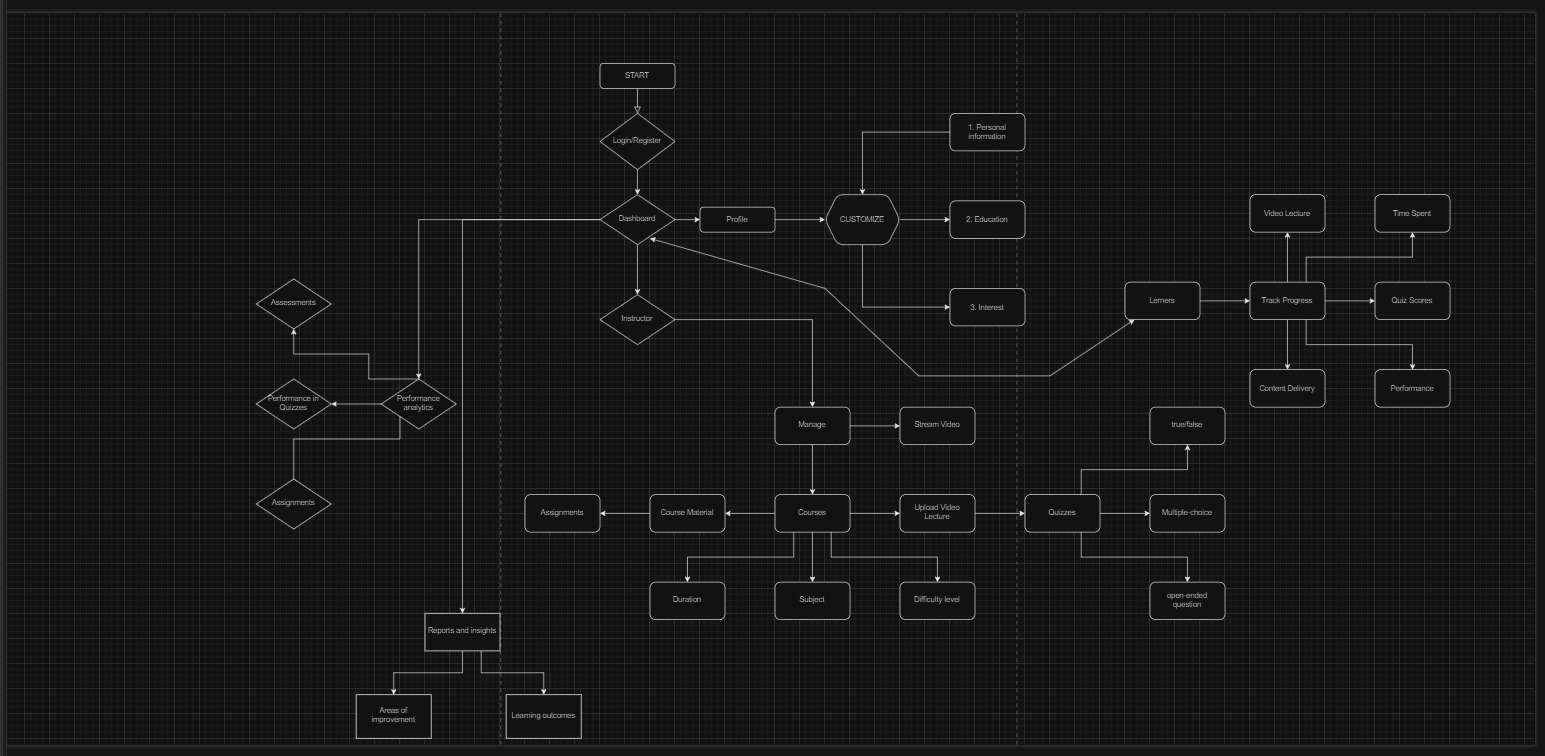 START
Login/Register
1. Personal
information
Dashboard
Profile
CUSTOMIZE
2. Education
Video Lecture
Time Spent
Assessments
Instructor
3. Interest
Lerners
Track Progress
Quiz Scores
Performance in
Quizzes
Performance
analytics
Content Delivery
Performance
Manage
Stream Video
true/false
Assignments
Assignments
Course Material
Courses
Upload Video
Lecture
Quizzes
Multiple-choice
Duration
Subject
Difficulty level
open-ended
question
Reports and insights
Areas of
improvement
Learning outcomes